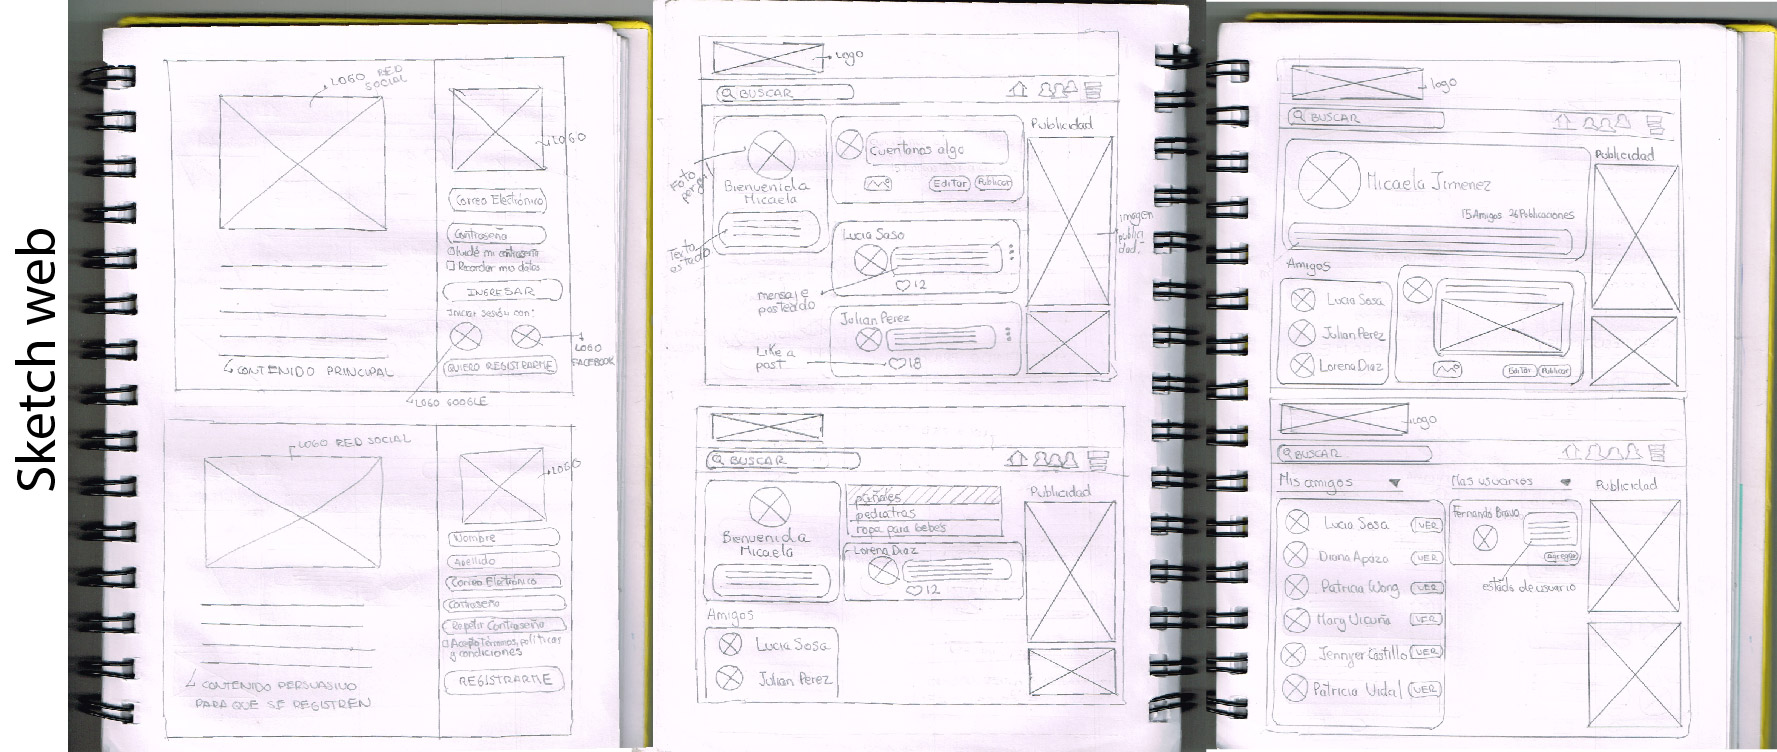 Sketch web
LOGO RED
SOCIAL
LOGO
Correo Electrónico
Contraseña
Olvidé mi contraseña
Recordar mis datos
INGRESAR
Iniciar sesión con:
LOGO
FACEBOOK
QUIERO REGISTRARME
CONTENIDO PRINCIPAL
LOGO GOOGLE
LOGO RED SOCIAL
LOGO
Nombre
Apellido
Correo Electrónico
Contraseña
Repetir Contraseña
Acepto Términos, políticas
y condiciones
REGISTRARME
CONTENIDO PERSUASIVO
PARA QUE SE REGISTREN
Logo
BUSCAR
Publicidad
Foto
perfil
Bienvenida
Micaela
Texto
estado
Cuentanos algo
Editar
Publicar
Lucia Saso
12
mensaje
posteado
Julian Perez
Like a
post
18
imagen
publi
dad.
BUSCAR
Publicidad
Bienvenida
Micaela
pañales
pediatras
ropa para bebés
Lorena Diaz
12
Amigos
Lucia Sosa
Julian Perez
logo
BUSCAR
Publicidad
Micaela Jimenez
15 Amigos 26 Publicaciones
Amigos
Lucia Sosa
Julian Perez
Lorena Diaz
Editar
Publicar
Logo
BUSCAR
Mis amigos
Mas usuarios
Publicidad
Lucia Sosa VER
Diana Apaza VER
Patricia Wong VER
Mary Vicuña VER
Jennyer Castillo VER
Patricia Vidal VER
Fernando Bravo
agregar
estado de usuario